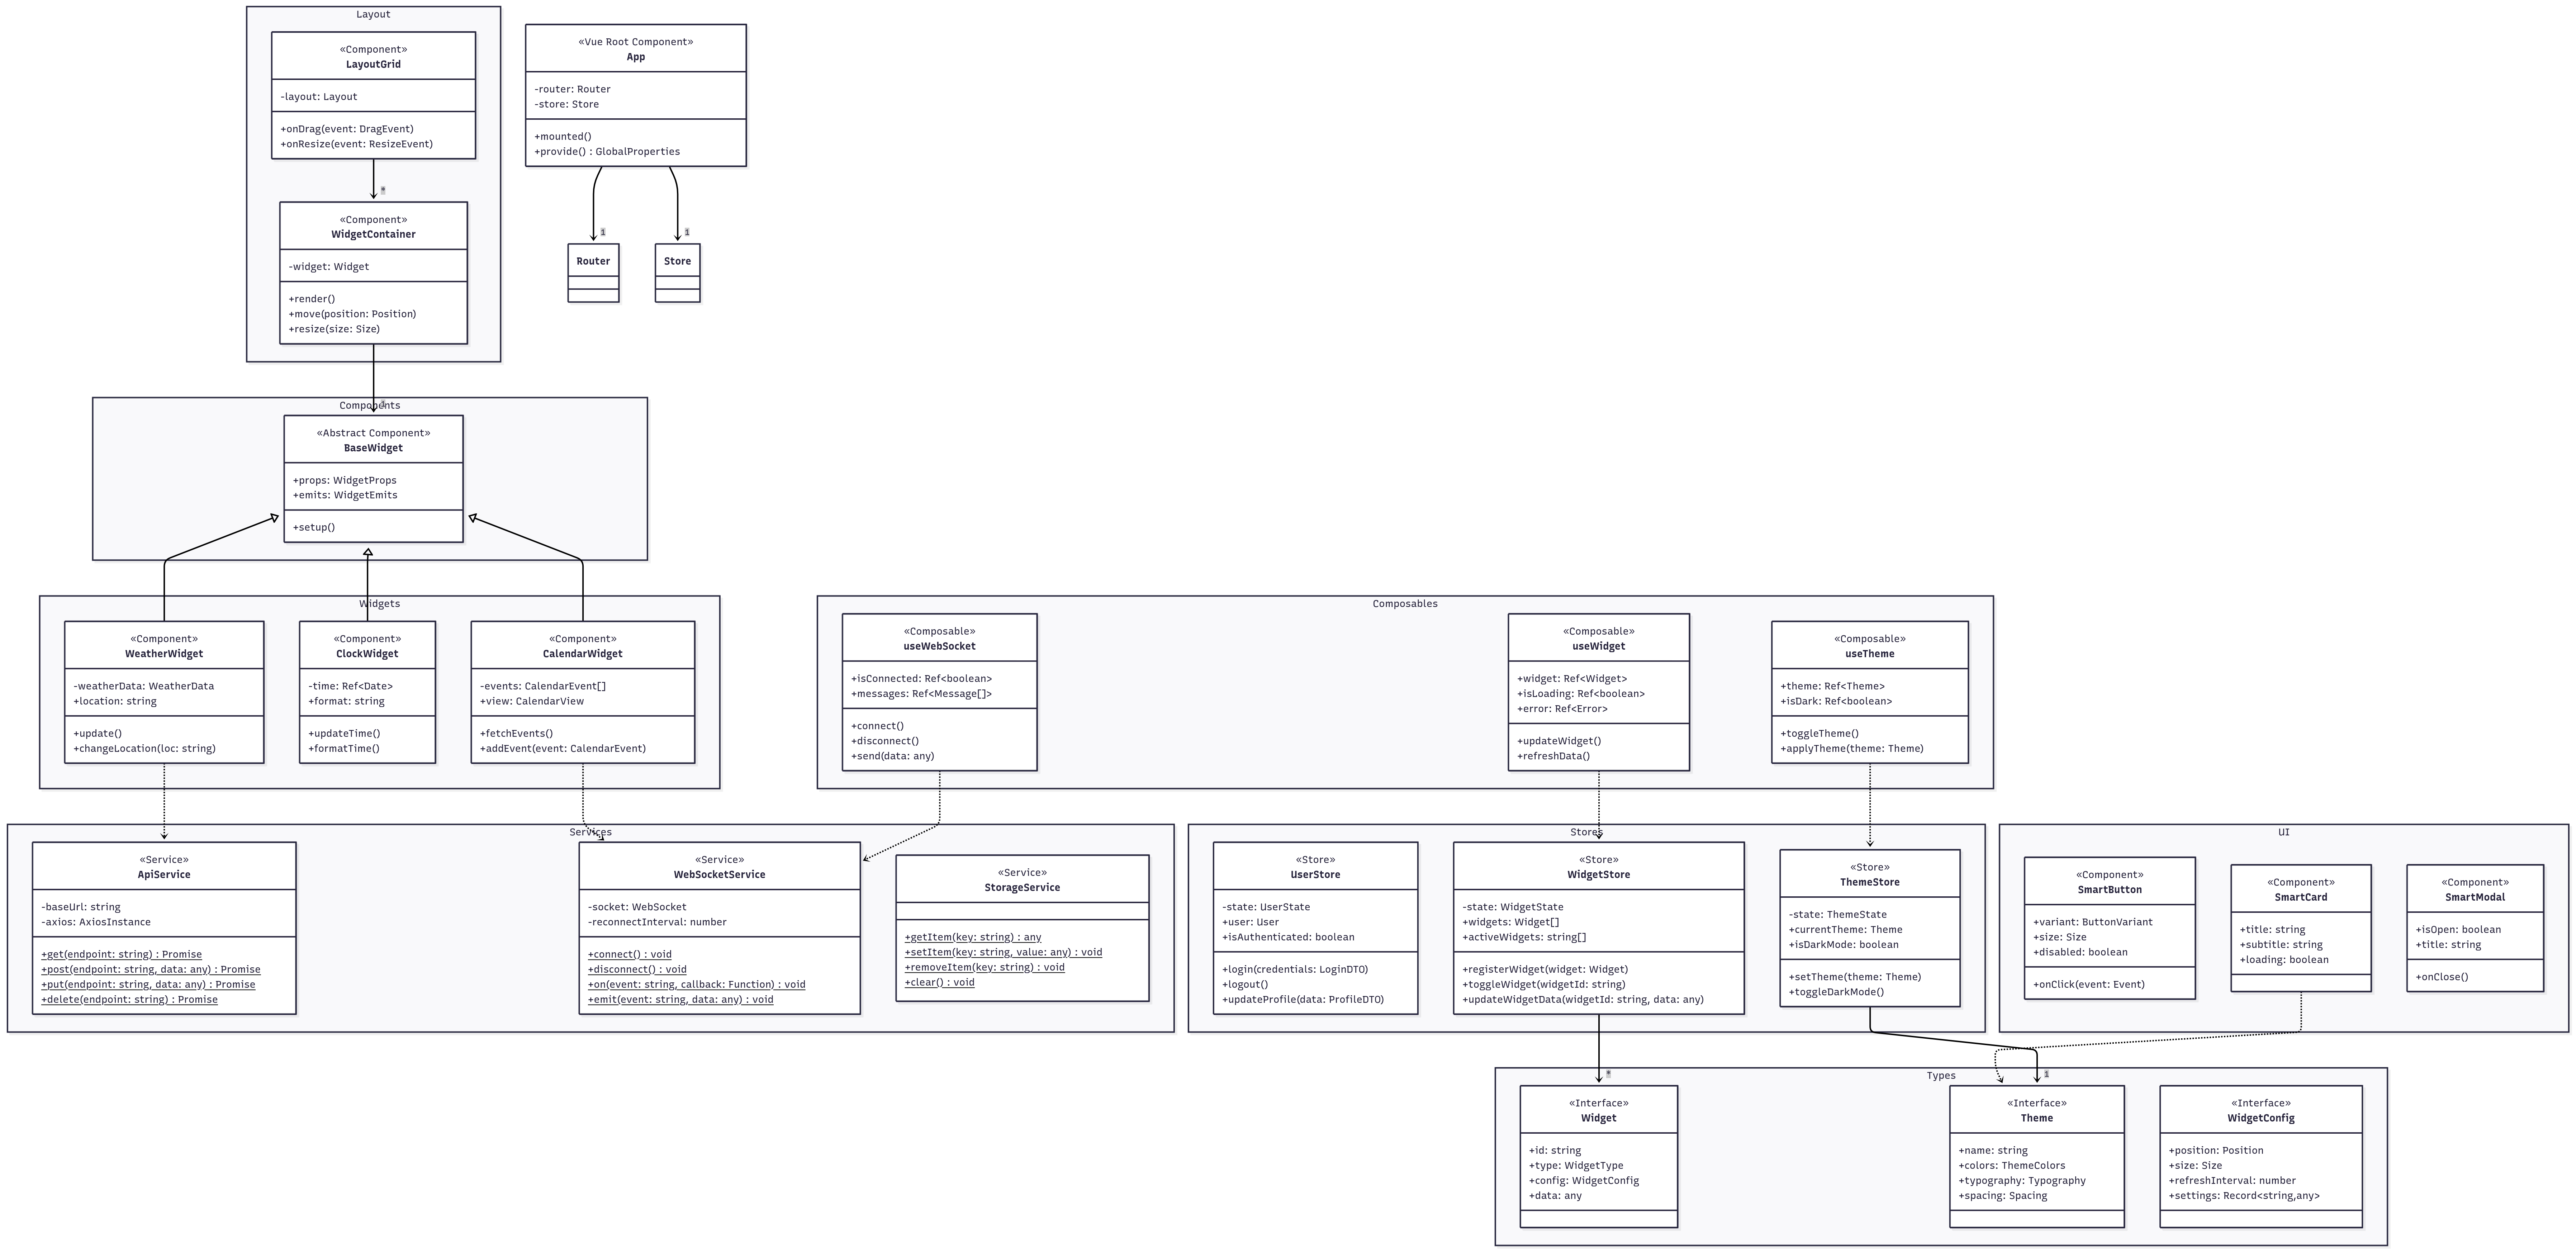 Layout
«Component»
LayoutGrid
-layout: Layout
+onDrag(event: DragEvent)
+onResize(event: ResizeEvent)
*
«Component»
WidgetContainer
-widget: Widget
+render()
+move(position: Position)
+resize(size: Size)
«Vue Root Component»
App
-router: Router
-store: Store
+mounted()
+provide() : GlobalProperties
1
1
Router
Store
Components
1
«Abstract Component»
BaseWidget
+props: WidgetProps
+emits: WidgetEmits
+setup()
Widgets
«Component»
WeatherWidget
-weatherData: WeatherData
+location: string
+update()
+changeLocation(loc: string)
«Component»
ClockWidget
-time: Ref<Date>
+format: string
+updateTime()
+formatTime()
«Component»
CalendarWidget
-events: CalendarEvent[]
+view: CalendarView
+fetchEvents()
+addEvent(event: CalendarEvent)
Composables
«Composable»
useWebSocket
+isConnected: Ref<boolean>
+messages: Ref<Message[]>
+connect()
+disconnect()
+send(data: any)
«Composable»
useWidget
+widget: Ref<Widget>
+isLoading: Ref<boolean>
+error: Ref<Error>
+updateWidget()
+refreshData()
«Composable»
useTheme
+theme: Ref<Theme>
+isDark: Ref<boolean>
+toggleTheme()
+applyTheme(theme: Theme)
Services
«Service»
ApiService
-baseUrl: string
-axios: AxiosInstance
+get(endpoint: string) : Promise
+post(endpoint: string, data: any) : Promise
+put(endpoint: string, data: any) : Promise
+delete(endpoint: string) : Promise
«Service»
WebSocketService
-socket: WebSocket
-reconnectInterval: number
+connect() : void
+disconnect() : void
+on(event: string, callback: Function) : void
+emit(event: string, data: any) : void
«Service»
StorageService
+getItem(key: string) : any
+setItem(key: string, value: any) : void
+removeItem(key: string) : void
+clear() : void
Stores
«Store»
UserStore
-state: UserState
+user: User
+isAuthenticated: boolean
+login(credentials: LoginDTO)
+logout()
+updateProfile(data: ProfileDTO)
«Store»
WidgetStore
-state: WidgetState
+widgets: Widget[]
+activeWidgets: string[]
+registerWidget(widget: Widget)
+toggleWidget(widgetId: string)
+updateWidgetData(widgetId: string, data: any)
«Store»
ThemeStore
-state: ThemeState
+currentTheme: Theme
+isDarkMode: boolean
+setTheme(theme: Theme)
+toggleDarkMode()
UI
«Component»
SmartButton
+variant: ButtonVariant
+size: Size
+disabled: boolean
+onClick(event: Event)
«Component»
SmartCard
+title: string
+subtitle: string
+loading: boolean
«Component»
SmartModal
+isOpen: boolean
+title: string
+onClose()
Types
*
1
«Interface»
Widget
+id: string
+type: WidgetType
+config: WidgetConfig
+data: any
«Interface»
Theme
+name: string
+colors: ThemeColors
+typography: Typography
+spacing: Spacing
«Interface»
WidgetConfig
+position: Position
+size: Size
+refreshInterval: number
+settings: Record<string,any>